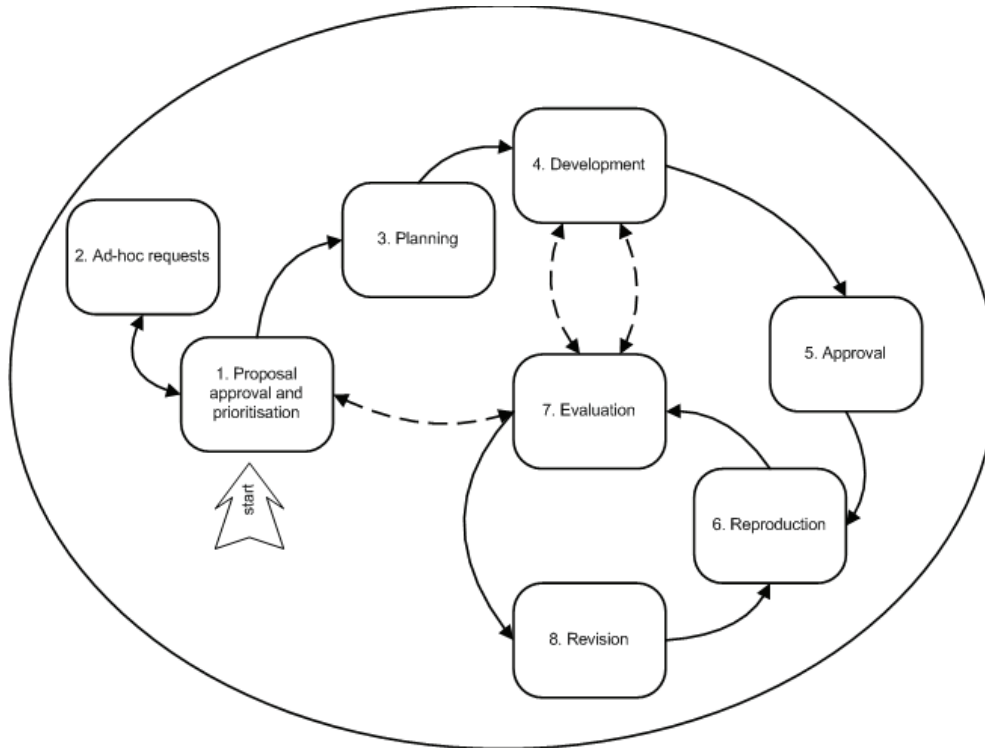 4. Development
3. Planning
2. Ad-hoc requests
5. Approval
1. Proposal
approval and
prioritisation
7. Evaluation
start
6. Reproduction
8. Revision